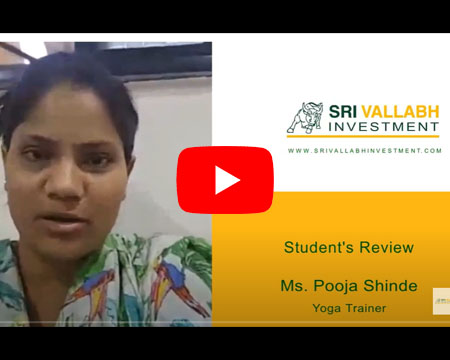 SRI VALLABH
INVESTMENT
WWW.SRIVALLABHINVESTMENT.COM
Student's Review
Ms. Pooja Shinde
Yoga Trainer